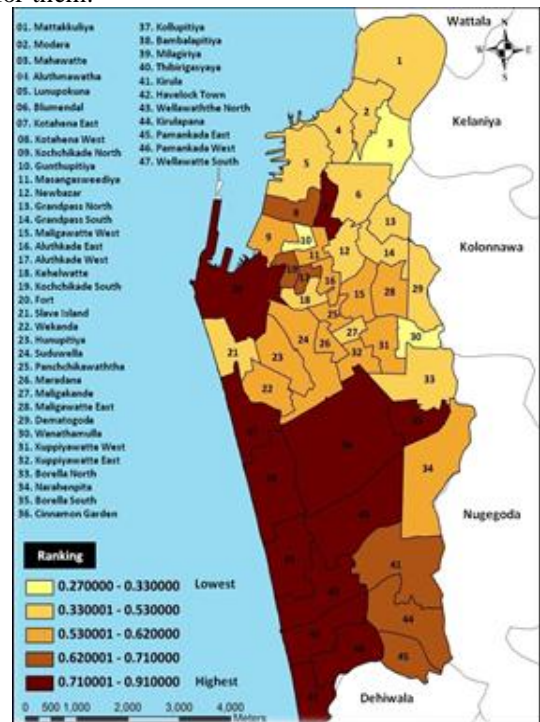 for them.
01. Mattakkuliya
02. Modara
03. Mahawatte
04 Aluthmawatha
05. Lunupokuna
06. Blumendal
07. Kotahena East
08. Kotahena West
09. Kochchikade North
10. Gunthupitiya
11. Masangasweediya
12. Newbazar
13. Grandpass North
14. Grandpass South
15. Maligawatte West
16. Aluthkade East
17. Aluthkade West
18. Kehelwatte
19. Kochchikade South
20. Fort
21. Slave Island
22. Wekanda
23. Hunupitiya
24. Suduwella
25. Panchchikawaththa
26. Maradana
27. Maligakande
28. Maligawatte East
29. Dematogoda
30. Wanathamulla
31. Kuppiyawatte West
32. Kuppiyawatte East
33. Borella North
34. Narahenpita
35. Borella South
36. Cinnamon Garden
37. Kollupitiya
38. Bambalapitiya
39. Milagiriya
40. Thibirigasyaya
41. Kirula
42. Havelock Town
43. Wellawaththe North
44. Kirulapana
45. Pamankada East
46. Pamankada West
47. Wellawatte South
Wattala
N
W
E
S
Kelaniya
Kolonnawa
Nugegoda
Dehiwala
1
2
4
3
5
6
8
13
9
10
12
14
11
16
18
15
28
29
25
27
30
24
26
31
32
21
23
33
22
34
41
44
45
Ranking
0.270000 - 0.330000 Lowest
0.330001 - 0.530000
0.530001 - 0.620000
0.620001 - 0.710000
0.710001 - 0.910000 Highest
0 500 1,000 2,000 3,000 4,000
Meters